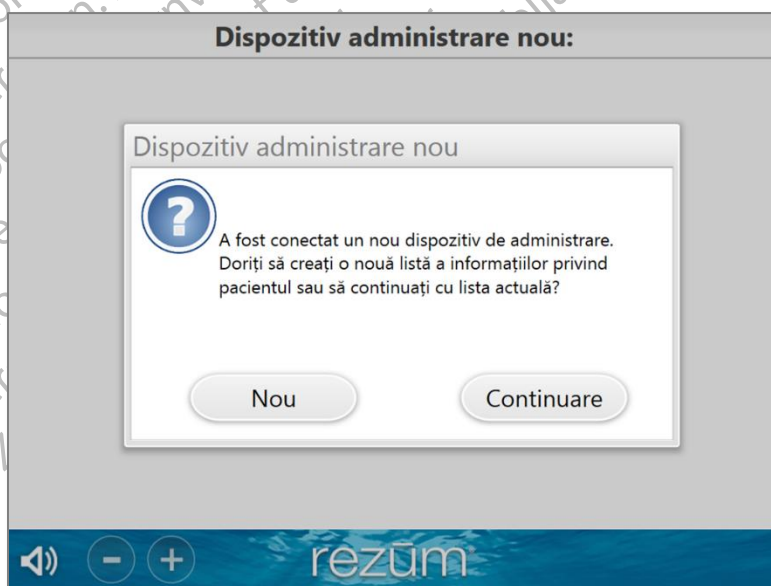 Dispozitiv administrare nou:
Dispozitiv administrare nou
?
A fost conectat un nou dispozitiv de administrare.
Doriți să creați o nouă listă a informațiilor privind
pacientul sau să continuați cu lista actuală?
Nou
Continuare
- +
rezūm